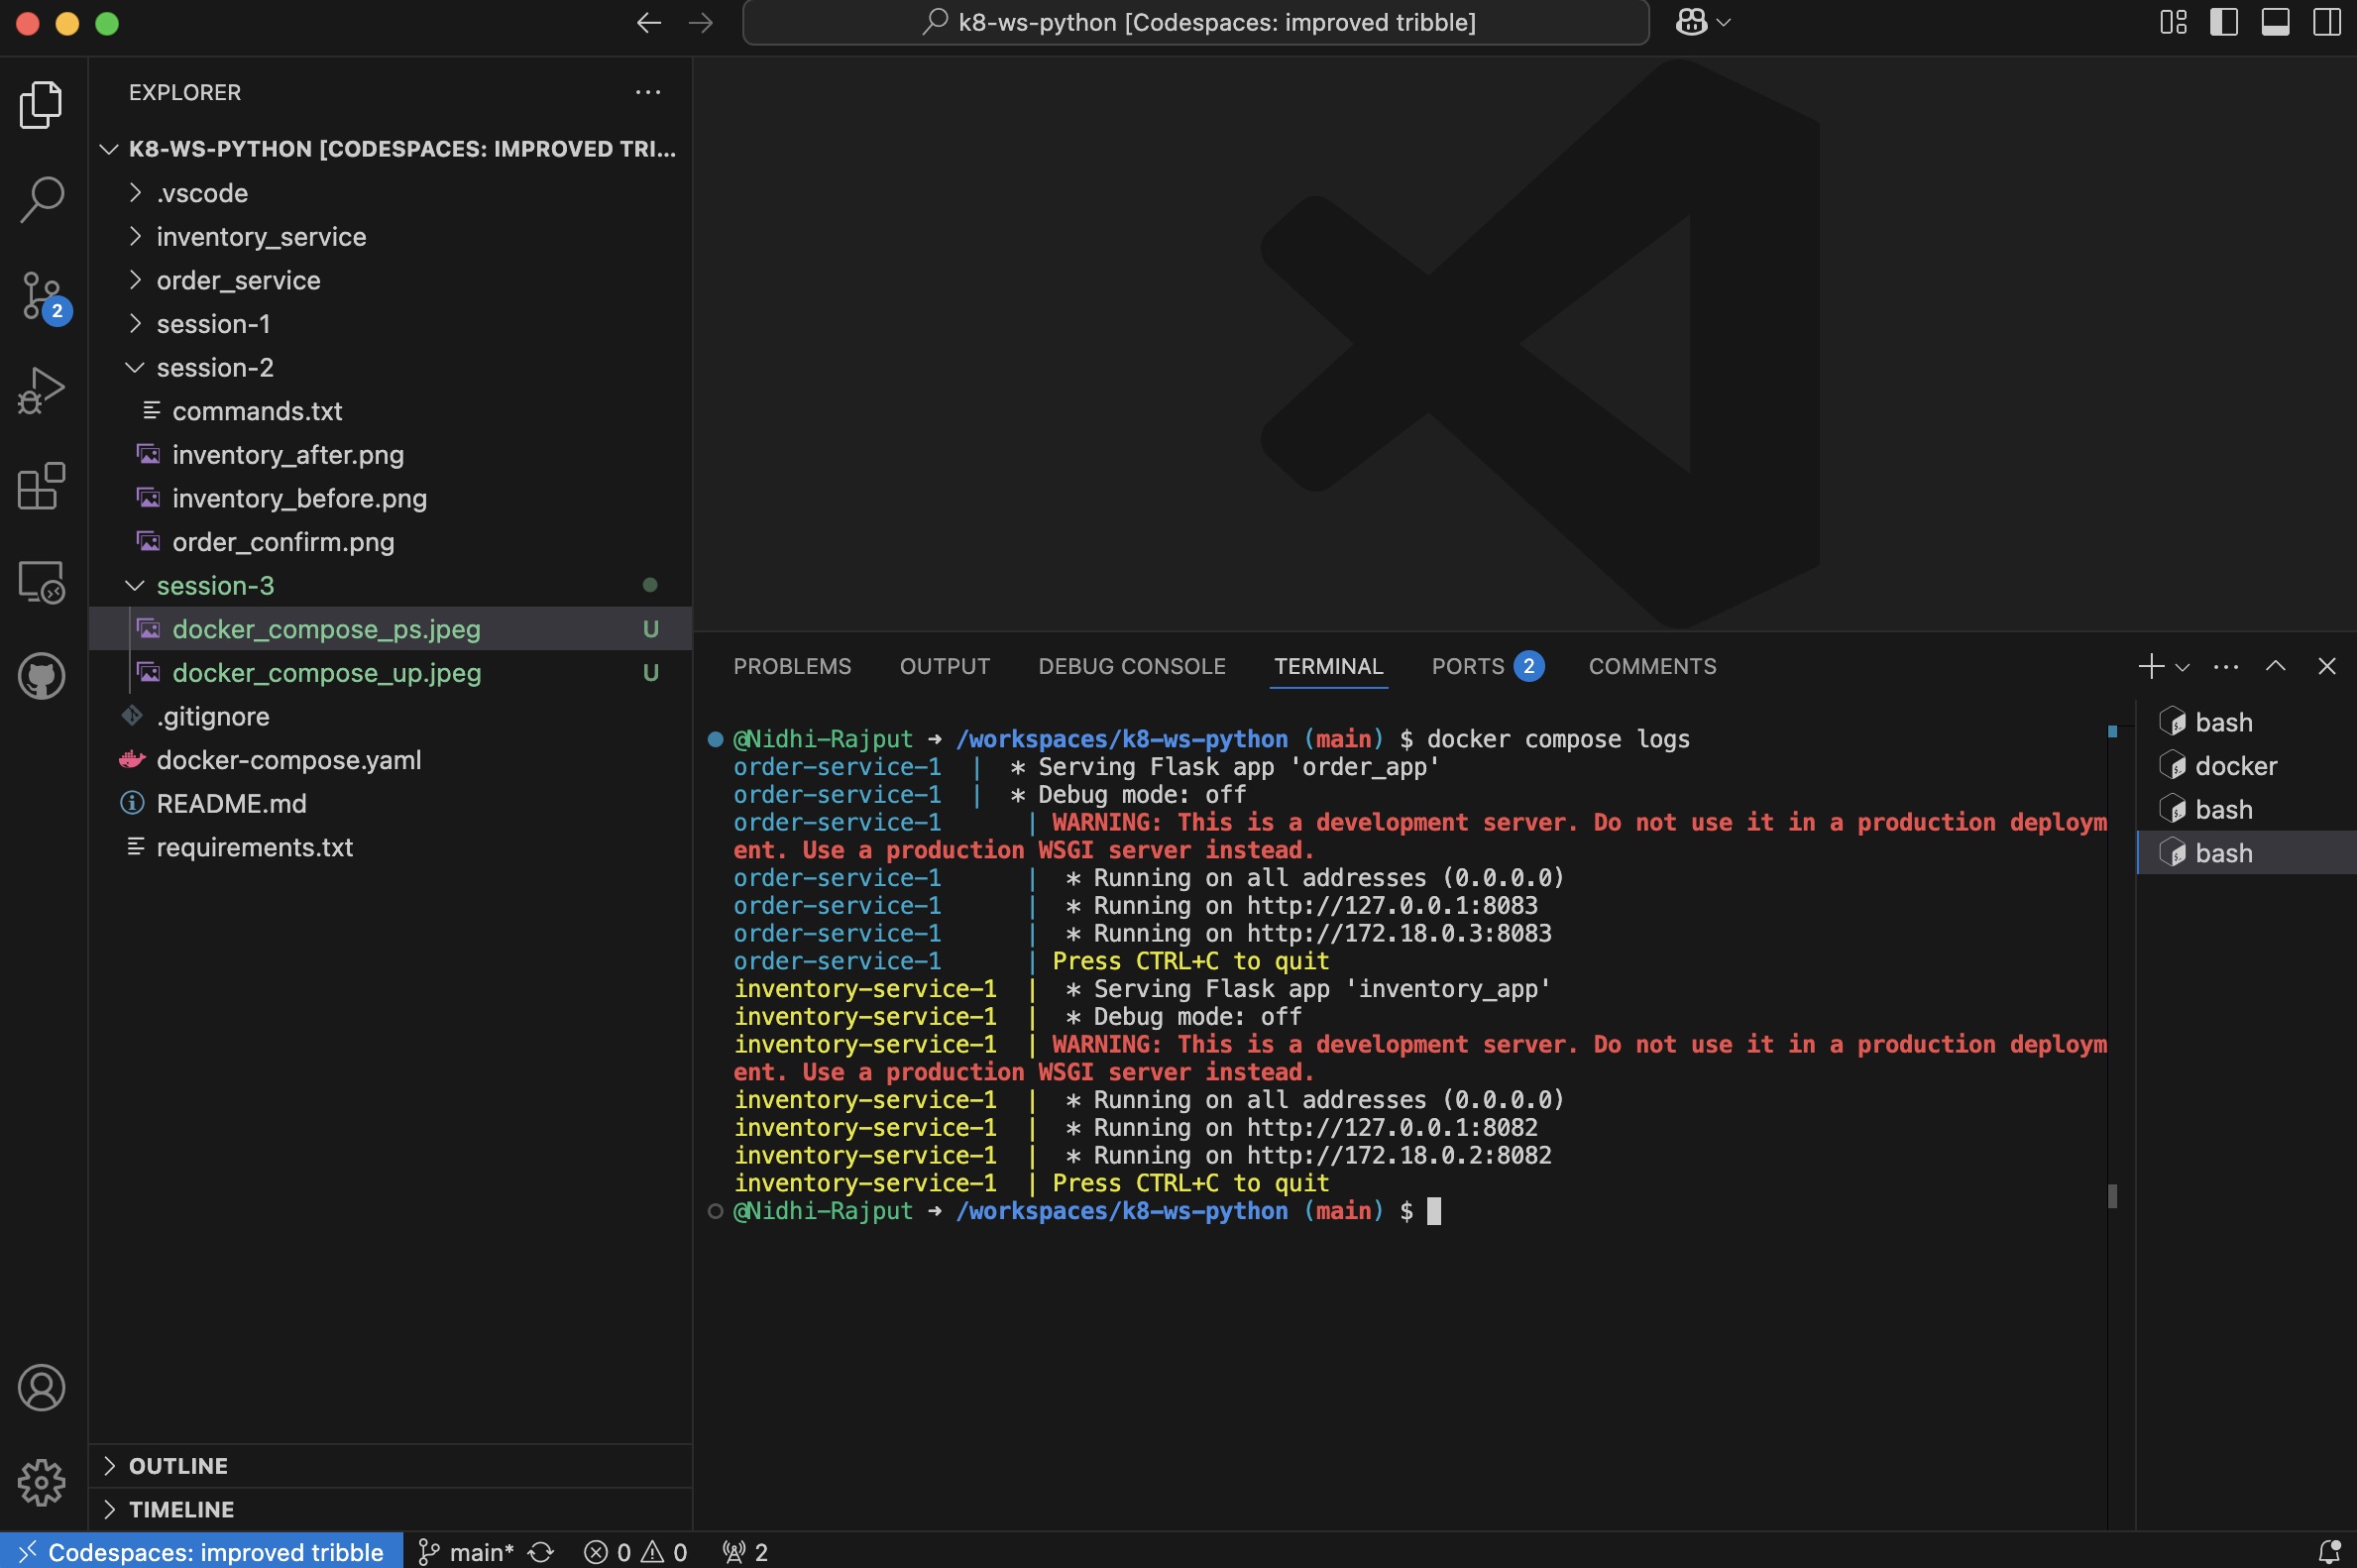 k8-ws-python [Codespaces: improved tribble]
EXPLORER
K8-WS-PYTHON [CODESPACES: IMPROVED TRI...
.vscode
inventory_service
order_service
session-1
2
session-2
commands.txt
inventory_after.png
inventory_before.png
order_confirm.png
session-3
docker_compose_ps.jpeg U
docker_compose_up.jpeg U
.gitignore
docker-compose.yaml
README.md
requirements.txt
OUTLINE
TIMELINE
PROBLEMS OUTPUT DEBUG CONSOLE TERMINAL PORTS 2 COMMENTS
@Nidhi-Rajput ➜ /workspaces/k8-ws-python (main) $ docker compose logs
order-service-1 | * Serving Flask app 'order_app'
order-service-1 | * Debug mode: off
order-service-1 | WARNING: This is a development server. Do not use it in a production deploym
ent. Use a production WSGI server instead.
order-service-1 | * Running on all addresses (0.0.0.0)
order-service-1 | * Running on http://127.0.0.1:8083
order-service-1 | * Running on http://172.18.0.3:8083
order-service-1 | Press CTRL+C to quit
inventory-service-1 | * Serving Flask app 'inventory_app'
inventory-service-1 | * Debug mode: off
inventory-service-1 | WARNING: This is a development server. Do not use it in a production deploym
ent. Use a production WSGI server instead.
inventory-service-1 | * Running on all addresses (0.0.0.0)
inventory-service-1 | * Running on http://127.0.0.1:8082
inventory-service-1 | * Running on http://172.18.0.2:8082
inventory-service-1 | Press CTRL+C to quit
@Nidhi-Rajput ➜ /workspaces/k8-ws-python (main) $
bash
docker
bash
bash
Codespaces: improved tribble main* 0 0 2